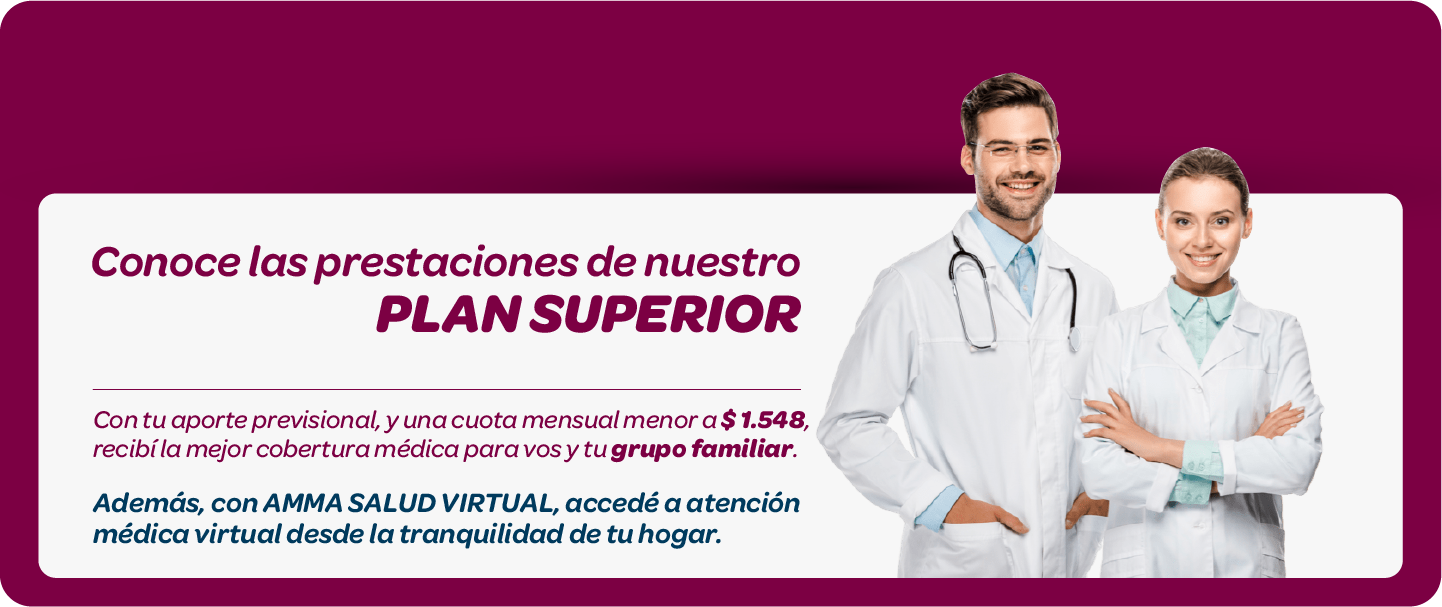 Conoce las prestaciones de nuestro
PLAN SUPERIOR
Con tu aporte previsional, y una cuota mensual menor a $ 1.548,
recibí la mejor cobertura médica para vos y tu grupo familiar.
Además, con AMMA SALUD VIRTUAL, accedé a atención
médica virtual desde la tranquilidad de tu hogar.